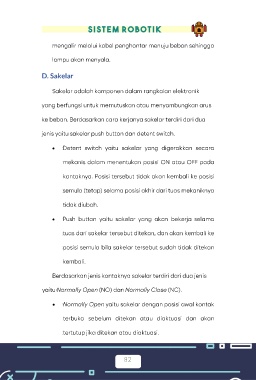 SISTEM ROBOTIK
mengalir melalui kabel penghantar menuju beban sehingga
lampu akan menyala.
D. Sakelar
Sakelar adalah komponen dalam rangkaian elektronik
yang berfungsi untuk memutuskan atau menyambungkan arus
ke beban. Berdasarkan cara kerjanya sakelar terdiri dari dua
jenis yaitu sakelar push button dan detent switch.
• Detent switch yaitu sakelar yang digerakkan secara
mekanis dalam menentukan posisi ON atau OFF pada
kontaknya. Posisi tersebut tidak akan kembali ke posisi
semula (tetap) selama posisi akhir dari tuas mekaniknya
tidak diubah.
• Push button yaitu sakelar yang akan bekerja selama
tuas dari sakelar tersebut ditekan, dan akan kembali ke
posisi semula bila sakelar tersebut sudah tidak ditekan
kembali.
Berdasarkan jenis kontaknya sakelar terdiri dari dua jenis
yaitu Normally Open (NO) dan Normally Close (NC).
• Normally Open yaitu sakelar dengan posisi awal kontak
terbuka sebelum ditekan atau diaktuasi dan akan
tertutup jika ditekan atau diaktuasi.
82